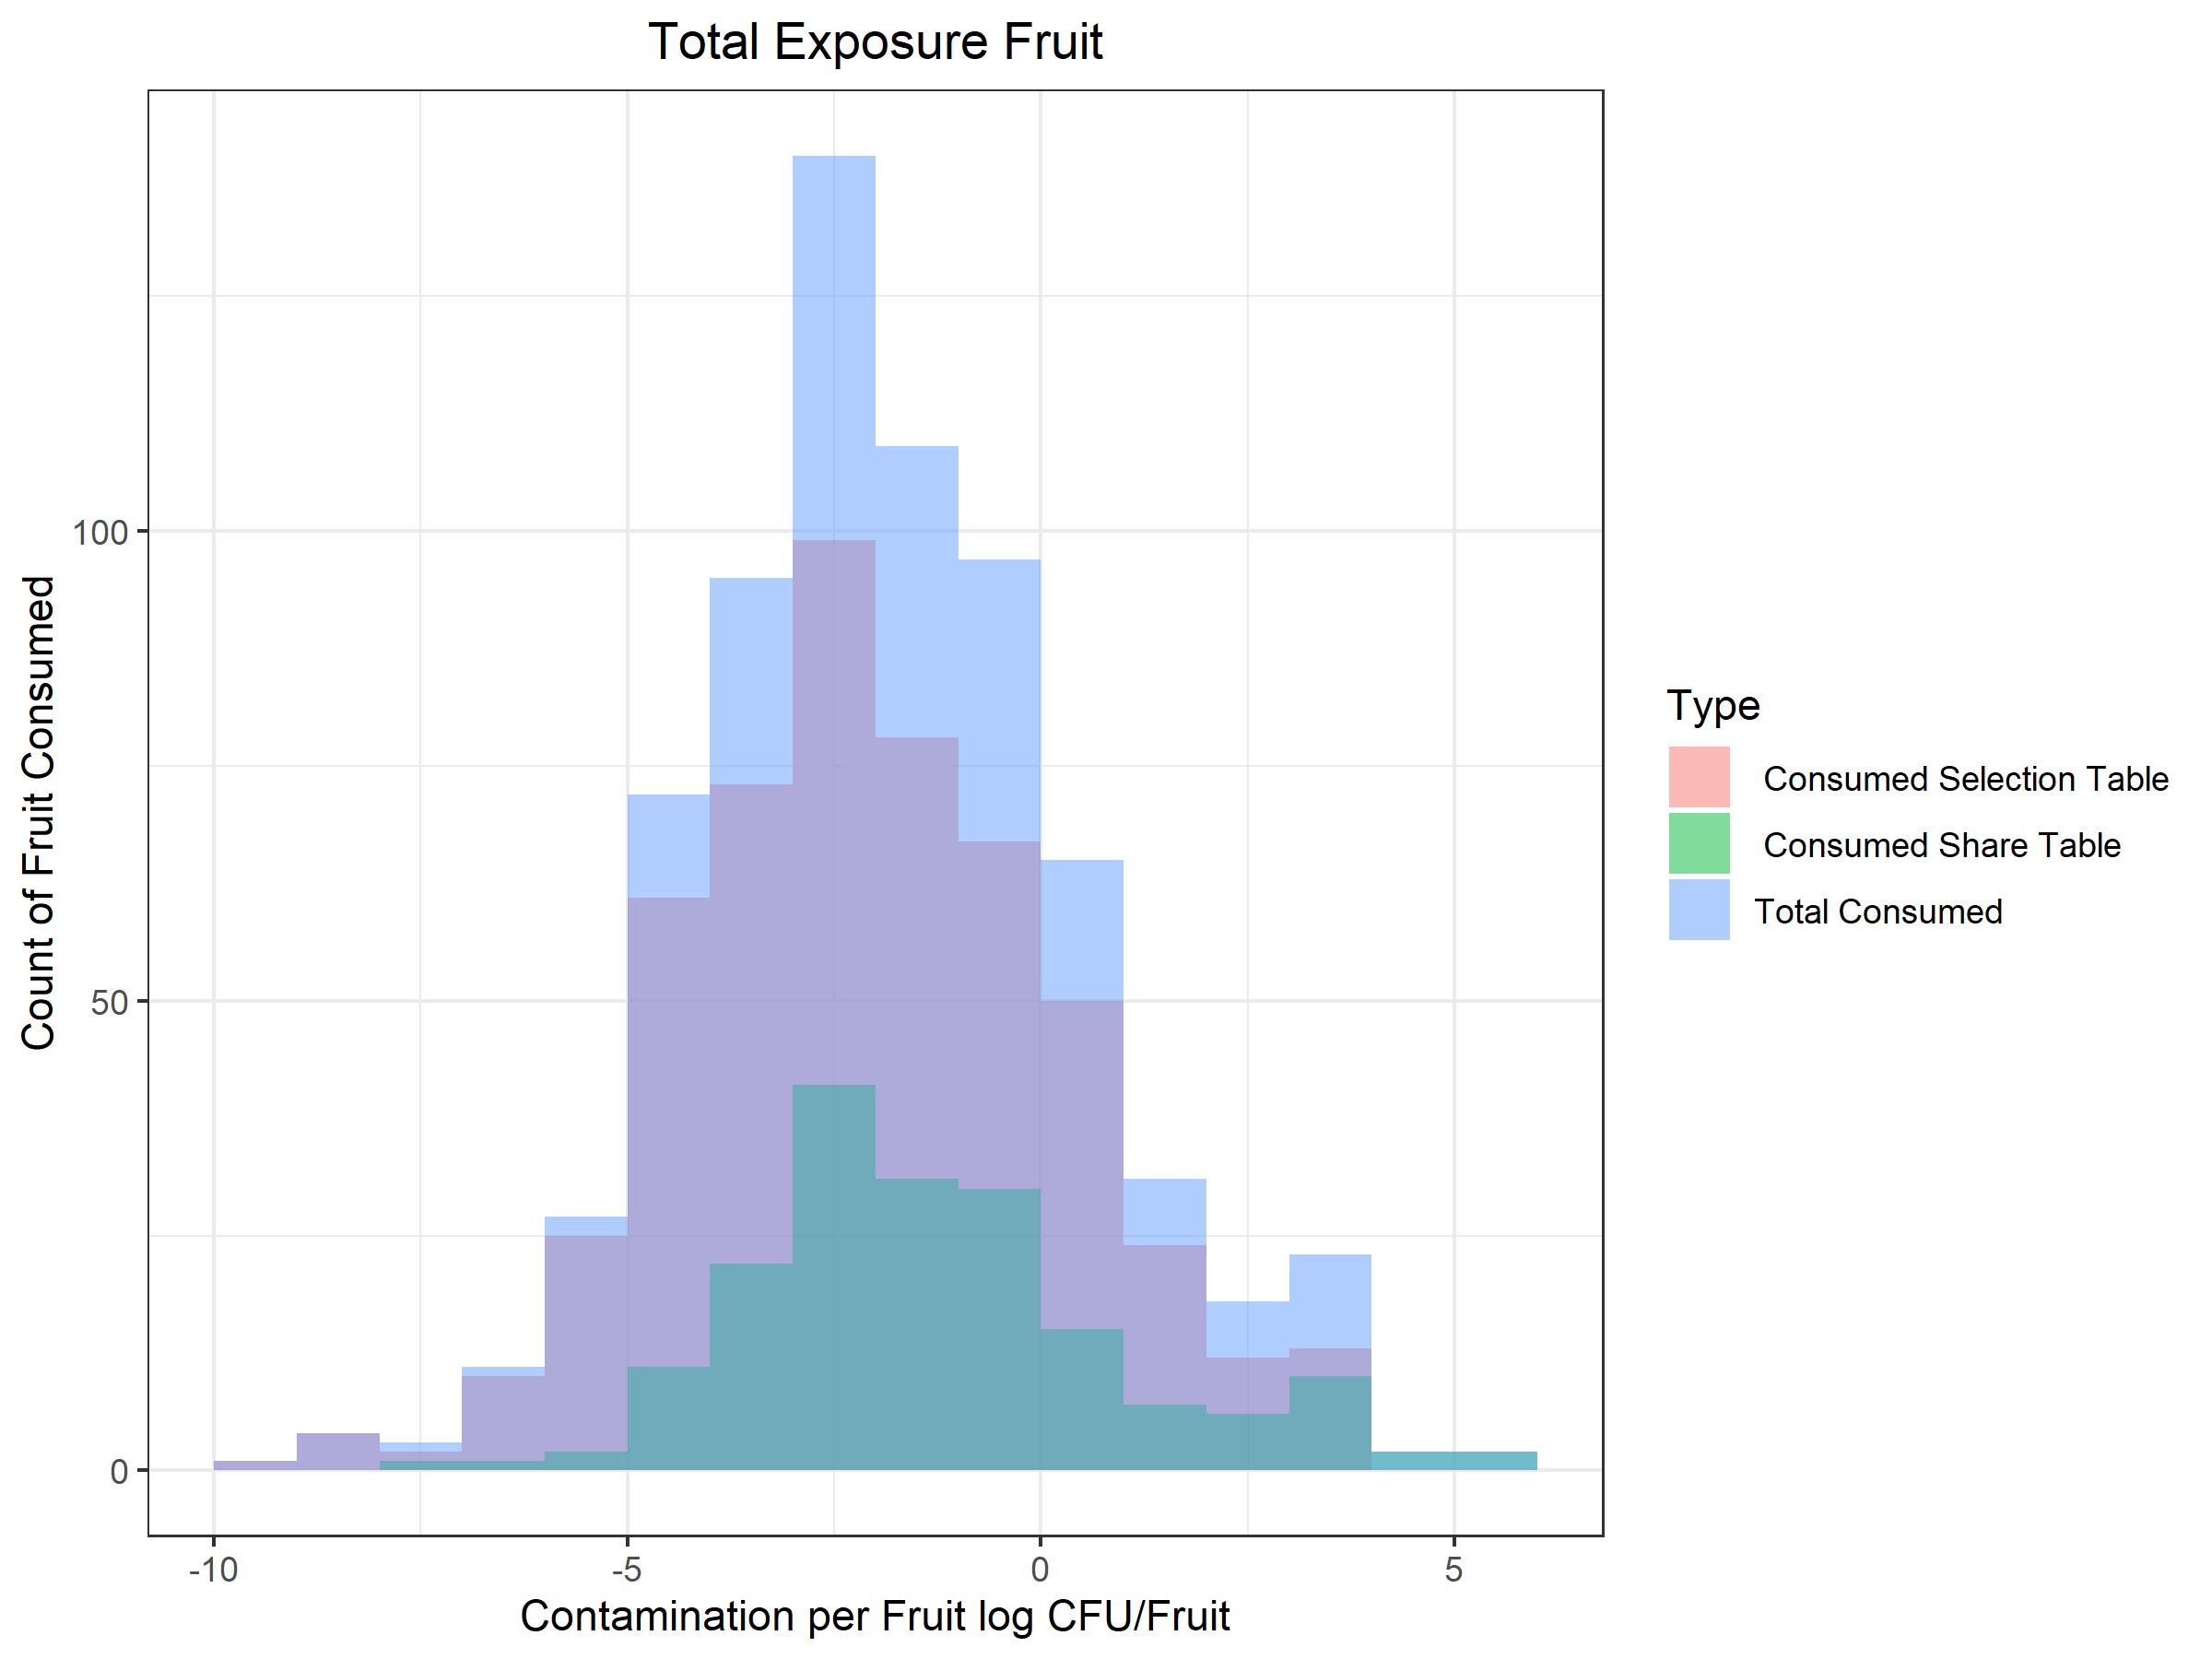 Total Exposure Fruit
Count of Fruit Consumed
100
50
0
-10
-5
0
5
Contamination per Fruit log CFU/Fruit
Type
Consumed Selection Table
Consumed Share Table
Total Consumed